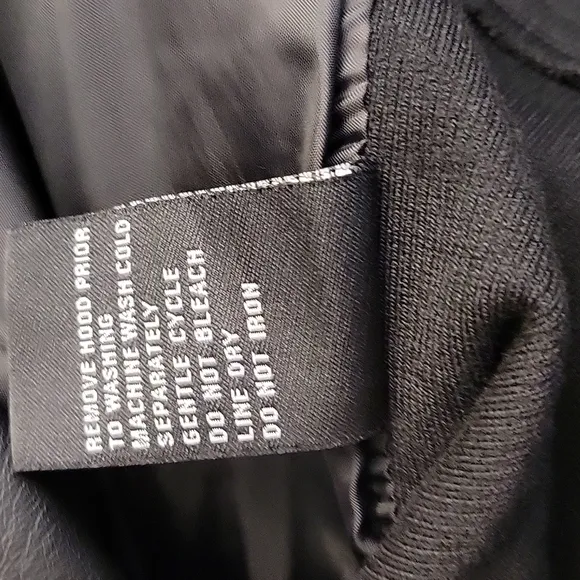 REMOVE HOOD PRIOR
TO WASHING
MACHINE WASH COLD
SEPARATELY
GENTLE CYCLE
DO NOT BLEACH
LINE DRY
DO NOT IRON